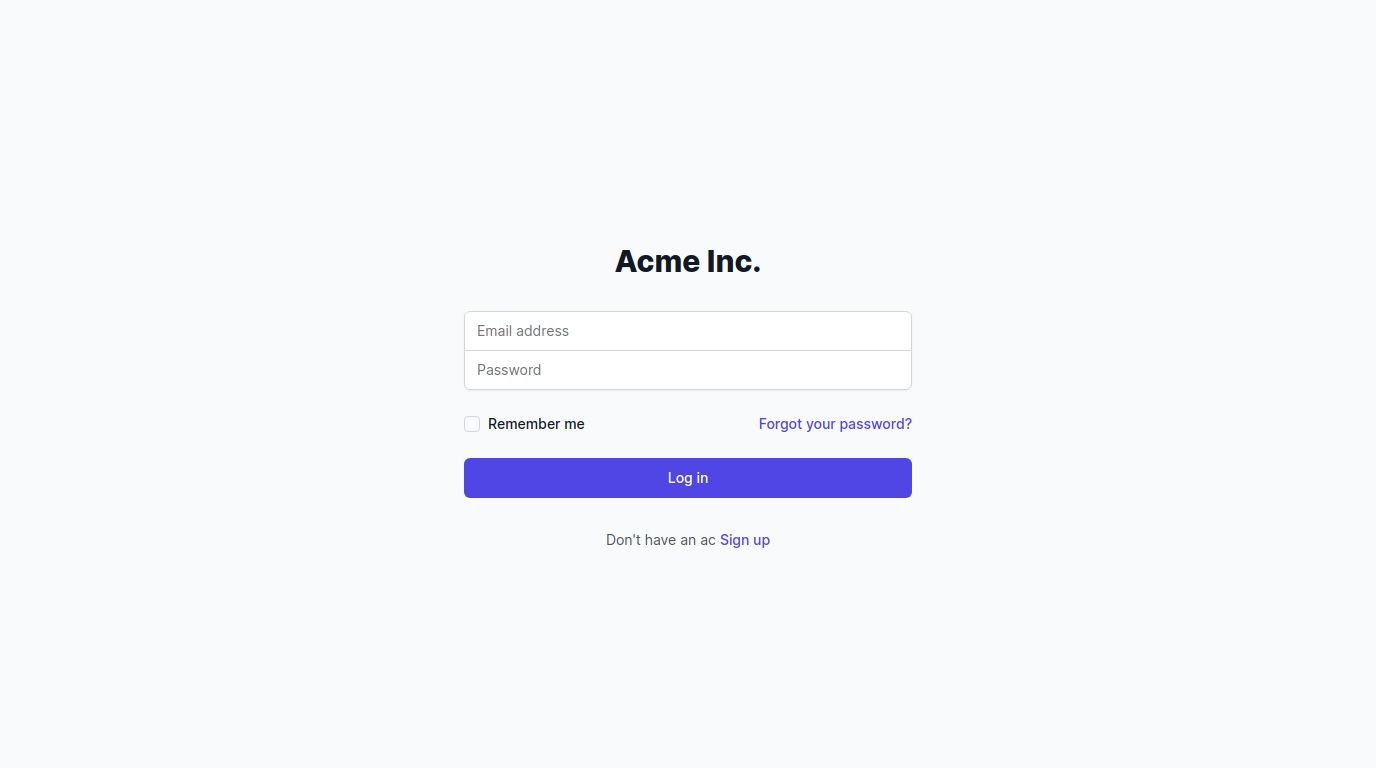 Acme Inc.
Email address
Password
Remember me
Forgot your password?
Log in
Don't have an ac Sign up